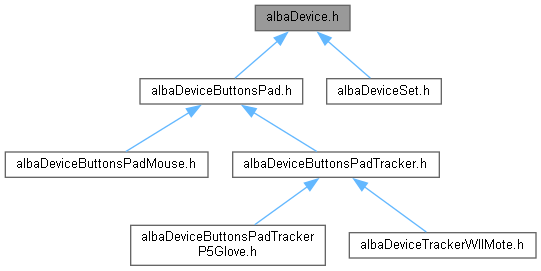 albaDevice.h
albaDeviceButtonsPad.h
albaDeviceSet.h
albaDeviceButtonsPadMouse.h
albaDeviceButtonsPadTracker.h
albaDeviceButtonsPadTracker
P5Glove.h
albaDeviceTrackerWIIMote.h